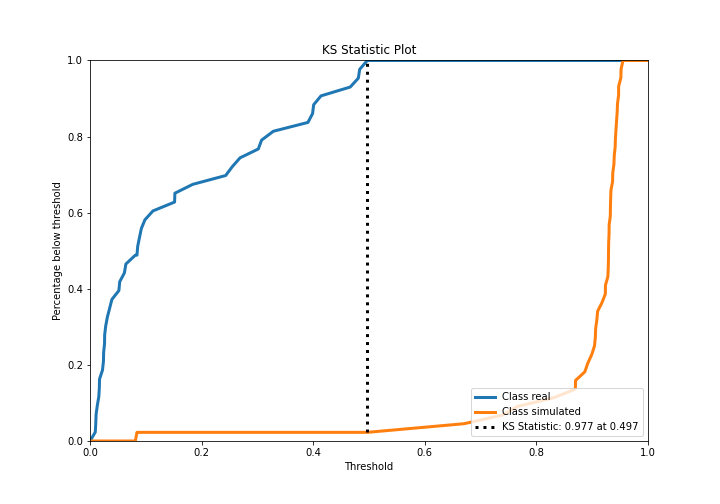 KS Statistic Plot
1.0
0.8
0.6
0.4
0.2
0.0
Percentage below threshold
0.0 0.2 0.4 0.6 0.8 1.0
Threshold
Class real
Class simulated
KS Statistic: 0.977 at 0.497